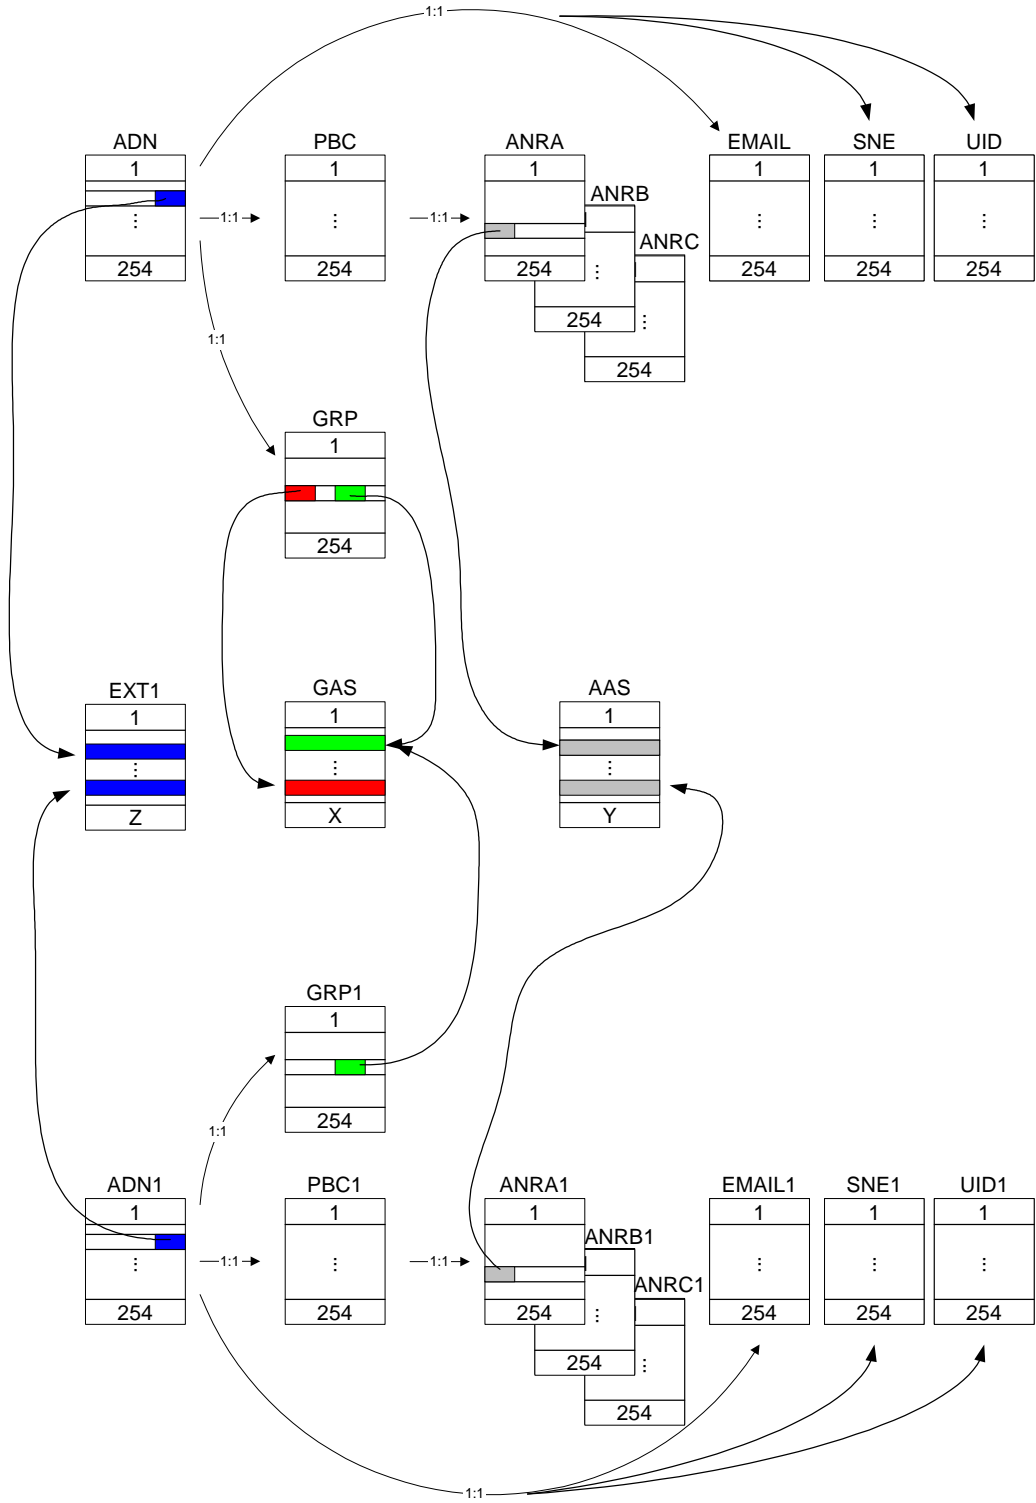 1:1
ADN PBC ANRA EMAIL SNE UID
1 1 1 1 1 1
ANRB
⋮ 1:1 ⋮ 1:1 ⋮ ⋮ ⋮
ANRC
254 254 254 ⋮ 254 254 254
254 ⋮
1:1
254
GRP
1
254
EXT1 GAS AAS
1 1 1
⋮ ⋮ ⋮
Z X Y
GRP1
1
254
1:1
ADN1 PBC1 ANRA1 EMAIL1 SNE1 UID1
1 1 1 1 1 1
ANRB1
⋮ 1:1 ⋮ 1:1 ⋮ ⋮ ⋮
ANRC1
254 254 254 ⋮ 254 254 254
254 ⋮
254
1:1